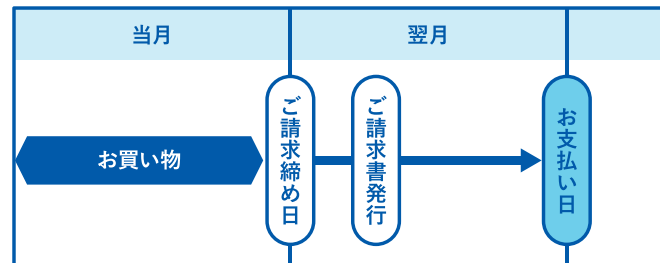 当月
翌月
お買い物
ご請求締め日
ご請求書発行
お支払い日